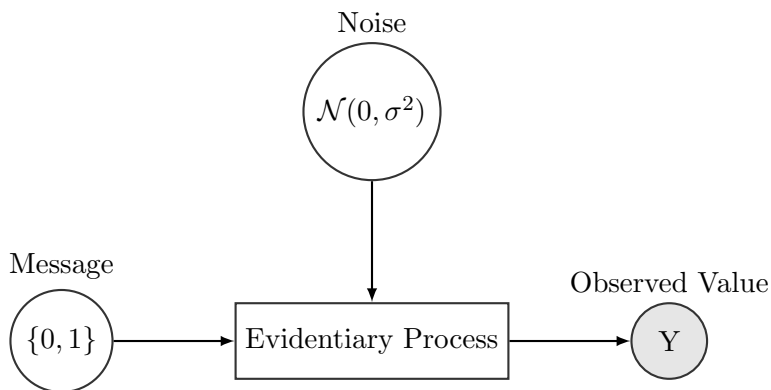 Noise
𝒩(0, σ²)
Message
Observed Value
{0, 1}
Evidentiary Process
Y